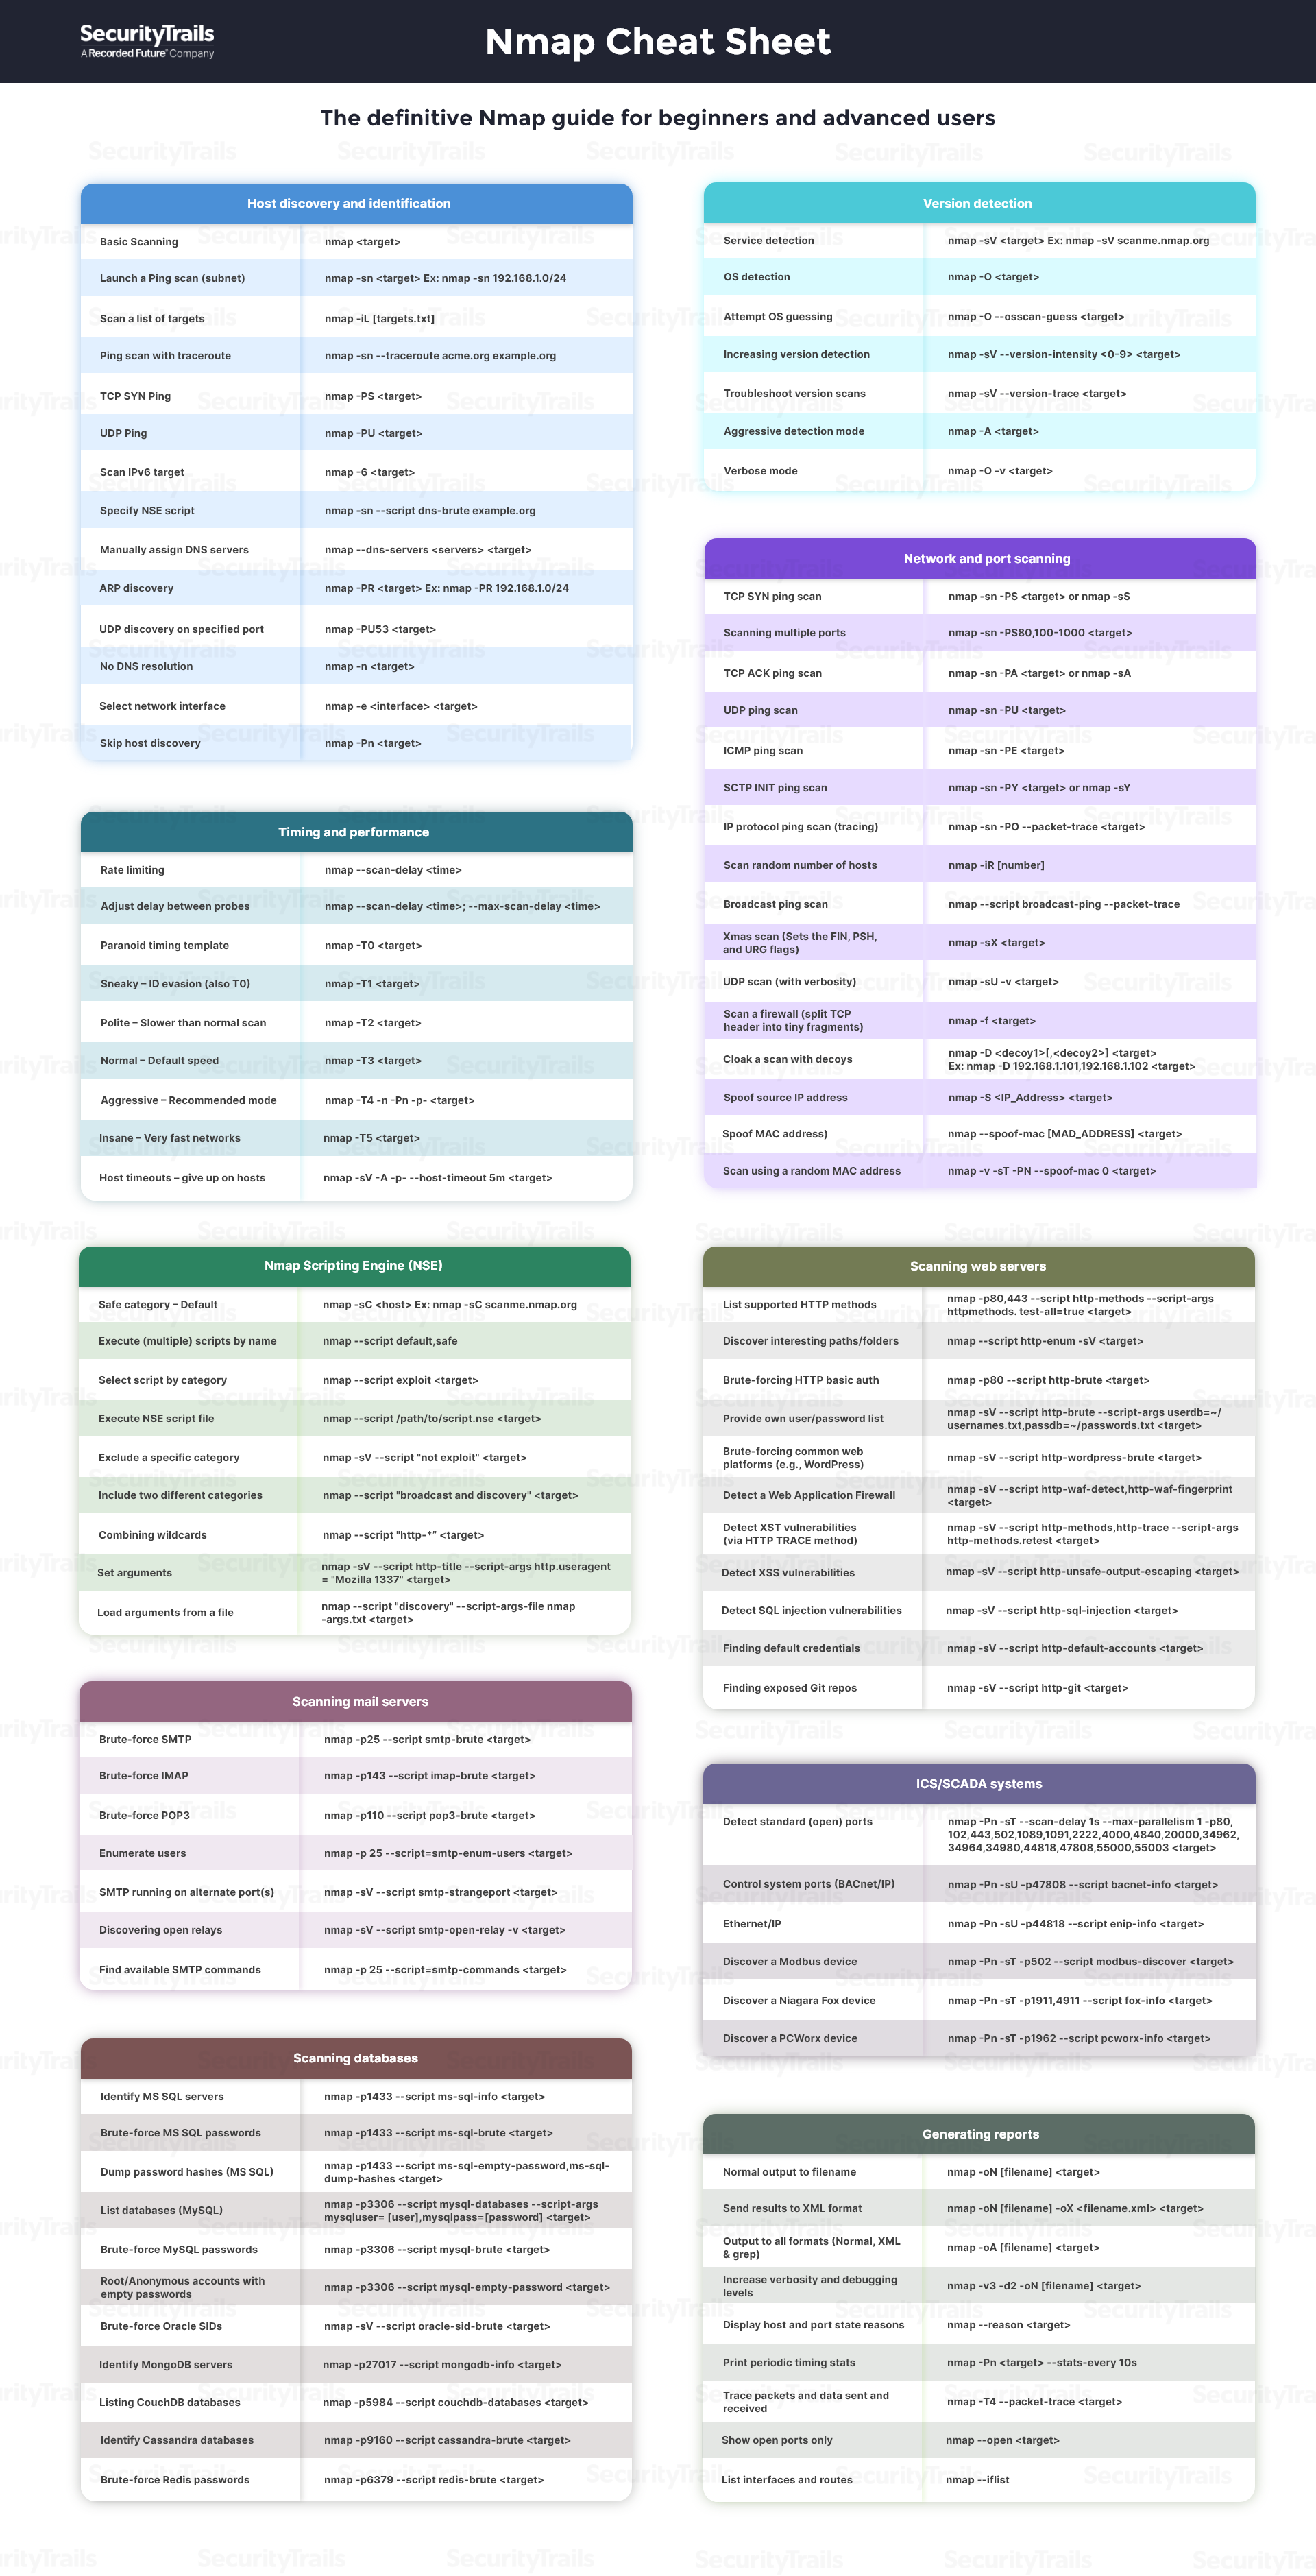 SecurityTrails
A Recorded Future® Company
Nmap Cheat Sheet
The definitive Nmap guide for beginners and advanced users
Host discovery and identification
Basic Scanning nmap <target>
Launch a Ping scan (subnet) nmap -sn <target> Ex: nmap -sn 192.168.1.0/24
Scan a list of targets nmap -iL [targets.txt]
Ping scan with traceroute nmap -sn --traceroute acme.org example.org
TCP SYN Ping nmap -PS <target>
UDP Ping nmap -PU <target>
Scan IPv6 target nmap -6 <target>
Specify NSE script nmap -sn --script dns-brute example.org
Manually assign DNS servers nmap --dns-servers <servers> <target>
ARP discovery nmap -PR <target> Ex: nmap -PR 192.168.1.0/24
UDP discovery on specified port nmap -PU53 <target>
No DNS resolution nmap -n <target>
Select network interface nmap -e <interface> <target>
Skip host discovery nmap -Pn <target>
Timing and performance
Rate limiting nmap --scan-delay <time>
Adjust delay between probes nmap --scan-delay <time>; --max-scan-delay <time>
Paranoid timing template nmap -T0 <target>
Sneaky – ID evasion (also T0) nmap -T1 <target>
Polite – Slower than normal scan nmap -T2 <target>
Normal – Default speed nmap -T3 <target>
Aggressive – Recommended mode nmap -T4 -n -Pn -p- <target>
Insane – Very fast networks nmap -T5 <target>
Host timeouts – give up on hosts nmap -sV -A -p- --host-timeout 5m <target>
Nmap Scripting Engine (NSE)
Safe category – Default nmap -sC <host> Ex: nmap -sC scanme.nmap.org
Execute (multiple) scripts by name nmap --script default,safe
Select script by category nmap --script exploit <target>
Execute NSE script file nmap --script /path/to/script.nse <target>
Exclude a specific category nmap -sV --script "not exploit" <target>
Include two different categories nmap --script "broadcast and discovery" <target>
Combining wildcards nmap --script "http-*" <target>
Set arguments nmap -sV --script http-title --script-args http.useragent
= "Mozilla 1337" <target>
Load arguments from a file nmap --script "discovery" --script-args-file nmap
-args.txt <target>
Scanning mail servers
Brute-force SMTP nmap -p25 --script smtp-brute <target>
Brute-force IMAP nmap -p143 --script imap-brute <target>
Brute-force POP3 nmap -p110 --script pop3-brute <target>
Enumerate users nmap -p 25 --script=smtp-enum-users <target>
SMTP running on alternate port(s) nmap -sV --script smtp-strangeport <target>
Discovering open relays nmap -sV --script smtp-open-relay -v <target>
Find available SMTP commands nmap -p 25 --script=smtp-commands <target>
Scanning databases
Identify MS SQL servers nmap -p1433 --script ms-sql-info <target>
Brute-force MS SQL passwords nmap -p1433 --script ms-sql-brute <target>
Dump password hashes (MS SQL) nmap -p1433 --script ms-sql-empty-password,ms-sql-
dump-hashes <target>
List databases (MySQL) nmap -p3306 --script mysql-databases --script-args
mysqluser= [user],mysqlpass=[password] <target>
Brute-force MySQL passwords nmap -p3306 --script mysql-brute <target>
Root/Anonymous accounts with
empty passwords nmap -p3306 --script mysql-empty-password <target>
Brute-force Oracle SIDs nmap -sV --script oracle-sid-brute <target>
Identify MongoDB servers nmap -p27017 --script mongodb-info <target>
Listing CouchDB databases nmap -p5984 --script couchdb-databases <target>
Identify Cassandra databases nmap -p9160 --script cassandra-brute <target>
Brute-force Redis passwords nmap -p6379 --script redis-brute <target>
Version detection
Service detection nmap -sV <target> Ex: nmap -sV scanme.nmap.org
OS detection nmap -O <target>
Attempt OS guessing nmap -O --osscan-guess <target>
Increasing version detection nmap -sV --version-intensity <0-9> <target>
Troubleshoot version scans nmap -sV --version-trace <target>
Aggressive detection mode nmap -A <target>
Verbose mode nmap -O -v <target>
Network and port scanning
TCP SYN ping scan nmap -sn -PS <target> or nmap -sS
Scanning multiple ports nmap -sn -PS80,100-1000 <target>
TCP ACK ping scan nmap -sn -PA <target> or nmap -sA
UDP ping scan nmap -sn -PU <target>
ICMP ping scan nmap -sn -PE <target>
SCTP INIT ping scan nmap -sn -PY <target> or nmap -sY
IP protocol ping scan (tracing) nmap -sn -PO --packet-trace <target>
Scan random number of hosts nmap -iR [number]
Broadcast ping scan nmap --script broadcast-ping --packet-trace
Xmas scan (Sets the FIN, PSH,
and URG flags) nmap -sX <target>
UDP scan (with verbosity) nmap -sU -v <target>
Scan a firewall (split TCP
header into tiny fragments) nmap -f <target>
Cloak a scan with decoys nmap -D <decoy1>[,<decoy2>] <target>
Ex: nmap -D 192.168.1.101,192.168.1.102 <target>
Spoof source IP address nmap -S <IP_Address> <target>
Spoof MAC address) nmap --spoof-mac [MAD_ADDRESS] <target>
Scan using a random MAC address nmap -v -sT -PN --spoof-mac 0 <target>
Scanning web servers
List supported HTTP methods nmap -p80,443 --script http-methods --script-args
httpmethods. test-all=true <target>
Discover interesting paths/folders nmap --script http-enum -sV <target>
Brute-forcing HTTP basic auth nmap -p80 --script http-brute <target>
Provide own user/password list nmap -sV --script http-brute --script-args userdb=~/
usernames.txt,passdb=~/passwords.txt <target>
Brute-forcing common web
platforms (e.g., WordPress) nmap -sV --script http-wordpress-brute <target>
Detect a Web Application Firewall nmap -sV --script http-waf-detect,http-waf-fingerprint
<target>
Detect XST vulnerabilities nmap -sV --script http-methods,http-trace --script-args
(via HTTP TRACE method) http-methods.retest <target>
Detect XSS vulnerabilities nmap -sV --script http-unsafe-output-escaping <target>
Detect SQL injection vulnerabilities nmap -sV --script http-sql-injection <target>
Finding default credentials nmap -sV --script http-default-accounts <target>
Finding exposed Git repos nmap -sV --script http-git <target>
ICS/SCADA systems
Detect standard (open) ports nmap -Pn -sT --scan-delay 1s --max-parallelism 1 -p80,
102,443,502,1089,1091,2222,4000,4840,20000,34962,
34964,34980,44818,47808,55000,55003 <target>
Control system ports (BACnet/IP) nmap -Pn -sU -p47808 --script bacnet-info <target>
Ethernet/IP nmap -Pn -sU -p44818 --script enip-info <target>
Discover a Modbus device nmap -Pn -sT -p502 --script modbus-discover <target>
Discover a Niagara Fox device nmap -Pn -sT -p1911,4911 --script fox-info <target>
Discover a PCWorx device nmap -Pn -sT -p1962 --script pcworx-info <target>
Generating reports
Normal output to filename nmap -oN [filename] <target>
Send results to XML format nmap -oN [filename] -oX <filename.xml> <target>
Output to all formats (Normal, XML
& grep) nmap -oA [filename] <target>
Increase verbosity and debugging
levels nmap -v3 -d2 -oN [filename] <target>
Display host and port state reasons nmap --reason <target>
Print periodic timing stats nmap -Pn <target> --stats-every 10s
Trace packets and data sent and
received nmap -T4 --packet-trace <target>
Show open ports only nmap --open <target>
List interfaces and routes nmap --iflist